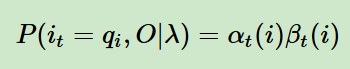 P(i_t = q_i, O|λ) = α_t(i)β_t(i)